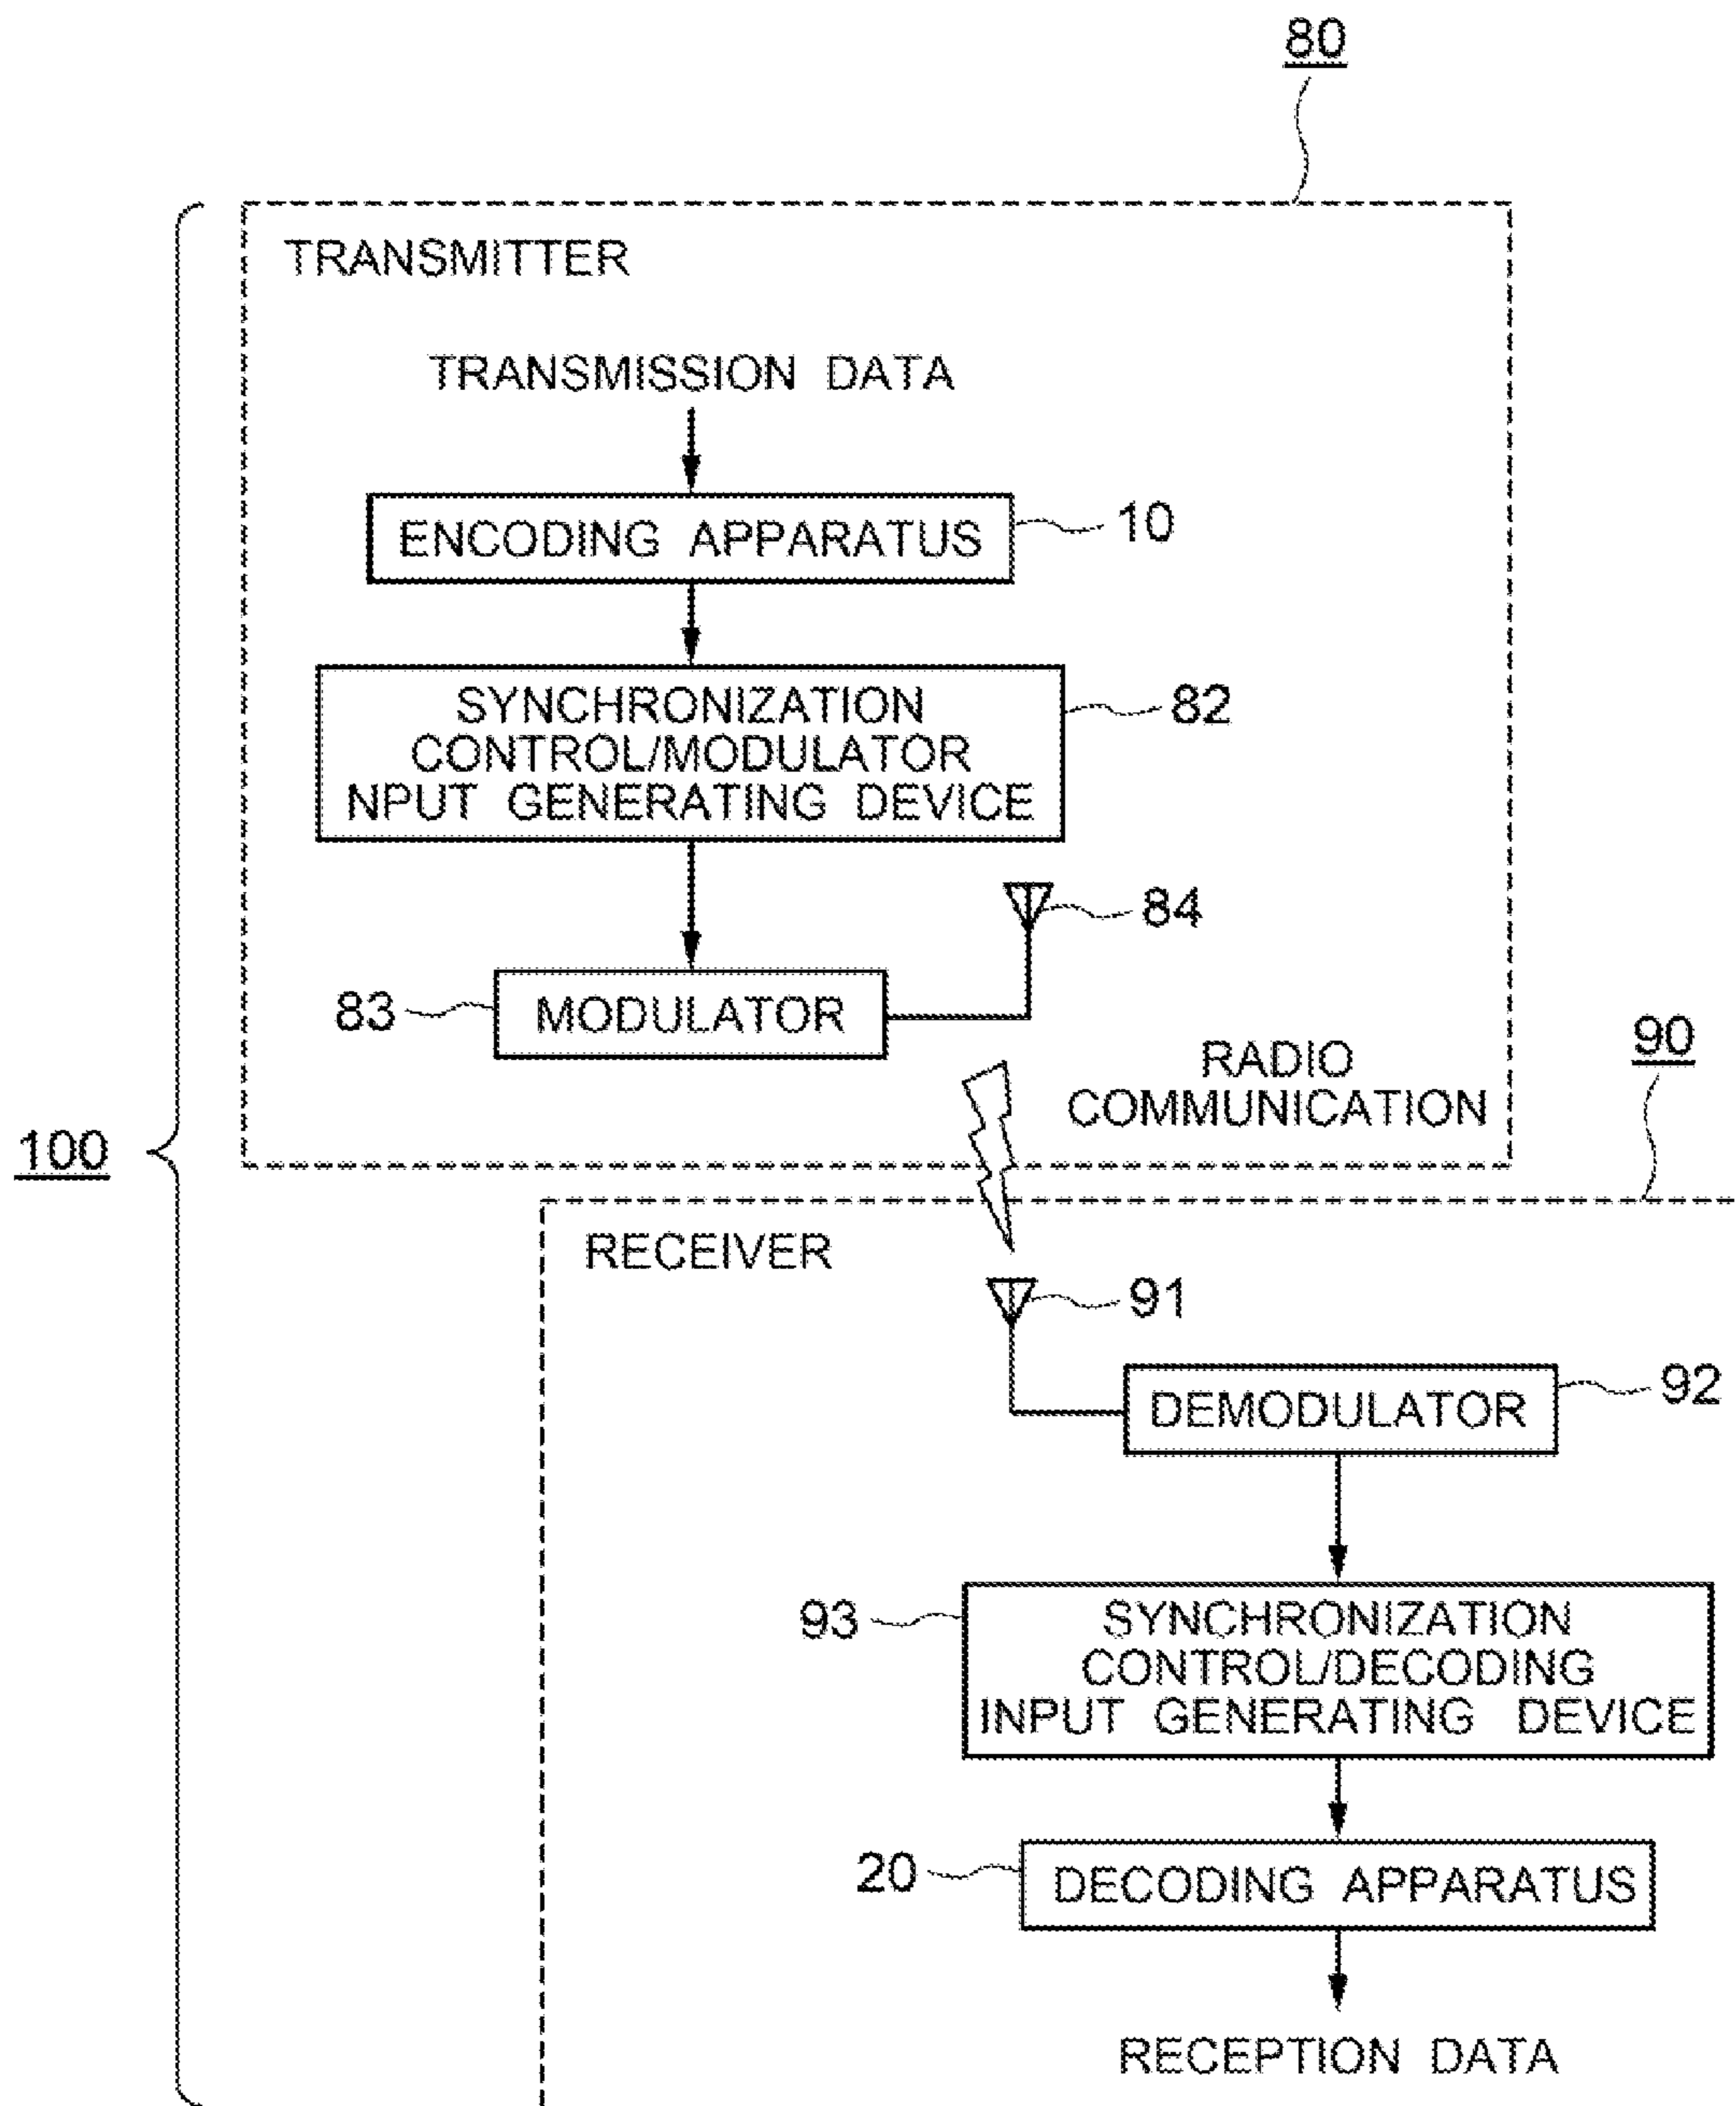 80
TRANSMITTER
TRANSMISSION DATA
ENCODING APPARATUS
10
SYNCHRONIZATION
CONTROL/MODULATOR
NPUT GENERATING DEVICE
82
84
83
MODULATOR
RADIO
COMMUNICATION
90
100
RECEIVER
91
DEMODULATOR
92
93
SYNCHRONIZATION
CONTROL/DECODING
INPUT GENERATING DEVICE
20
DECODING APPARATUS
RECEPTION DATA